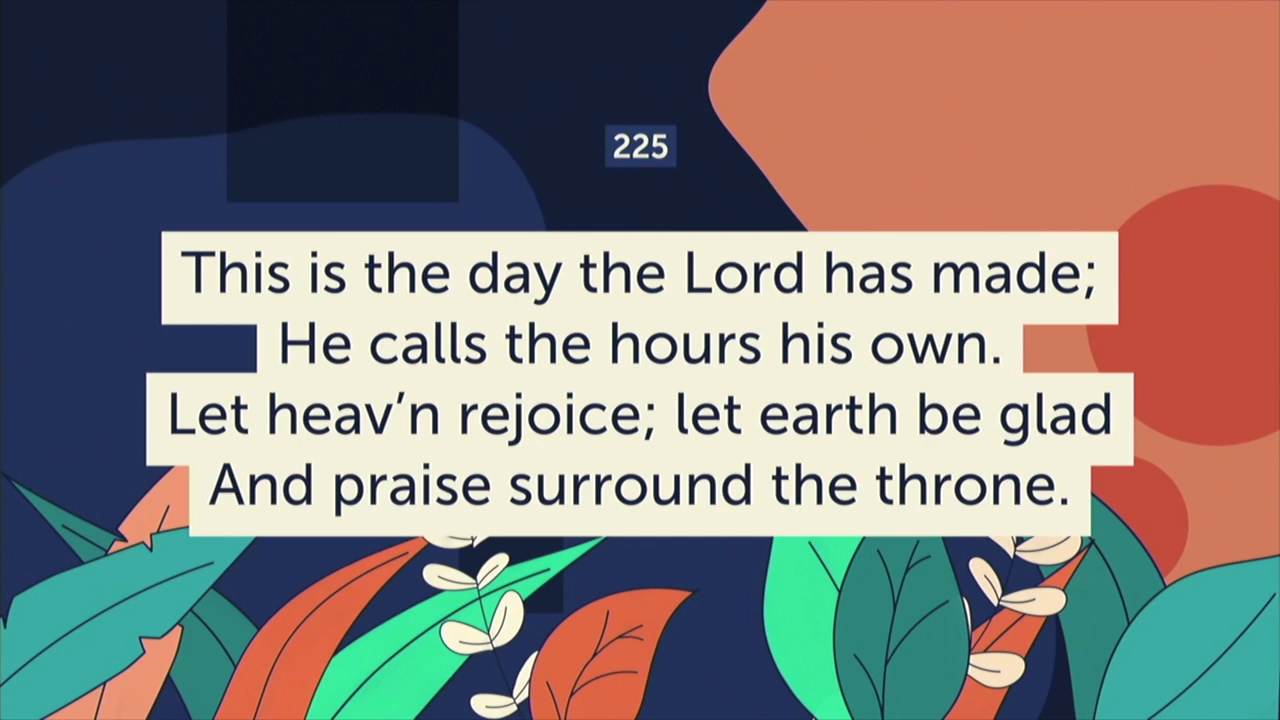 225
This is the day the Lord has made;
He calls the hours his own.
Let heav’n rejoice; let earth be glad
And praise surround the throne.